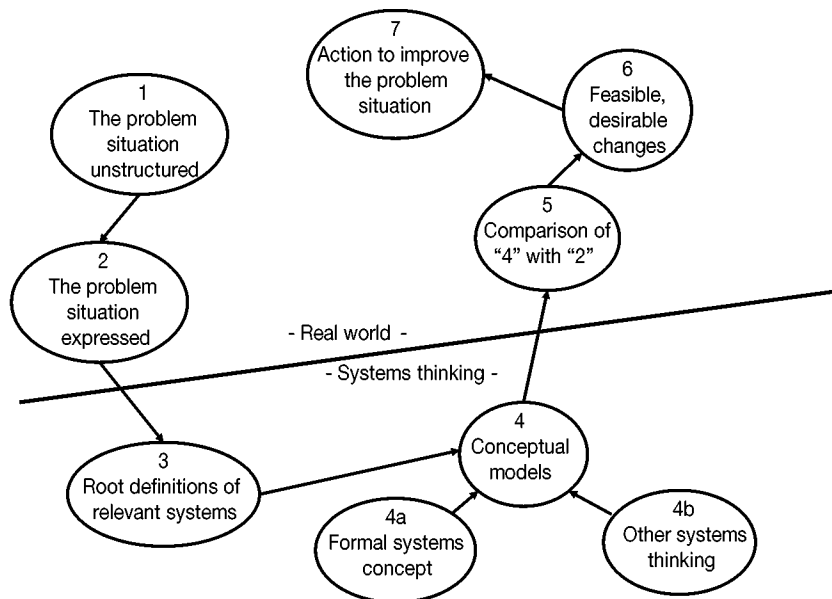 1
The problem
situation
unstructured
2
The problem
situation
expressed
3
Root definitions of
relevant systems
4
Conceptual
models
4a
Formal systems
concept
4b
Other systems
thinking
5
Comparison of
“4” with “2”
6
Feasible,
desirable
changes
7
Action to improve
the problem
situation
- Real world -
- Systems thinking -